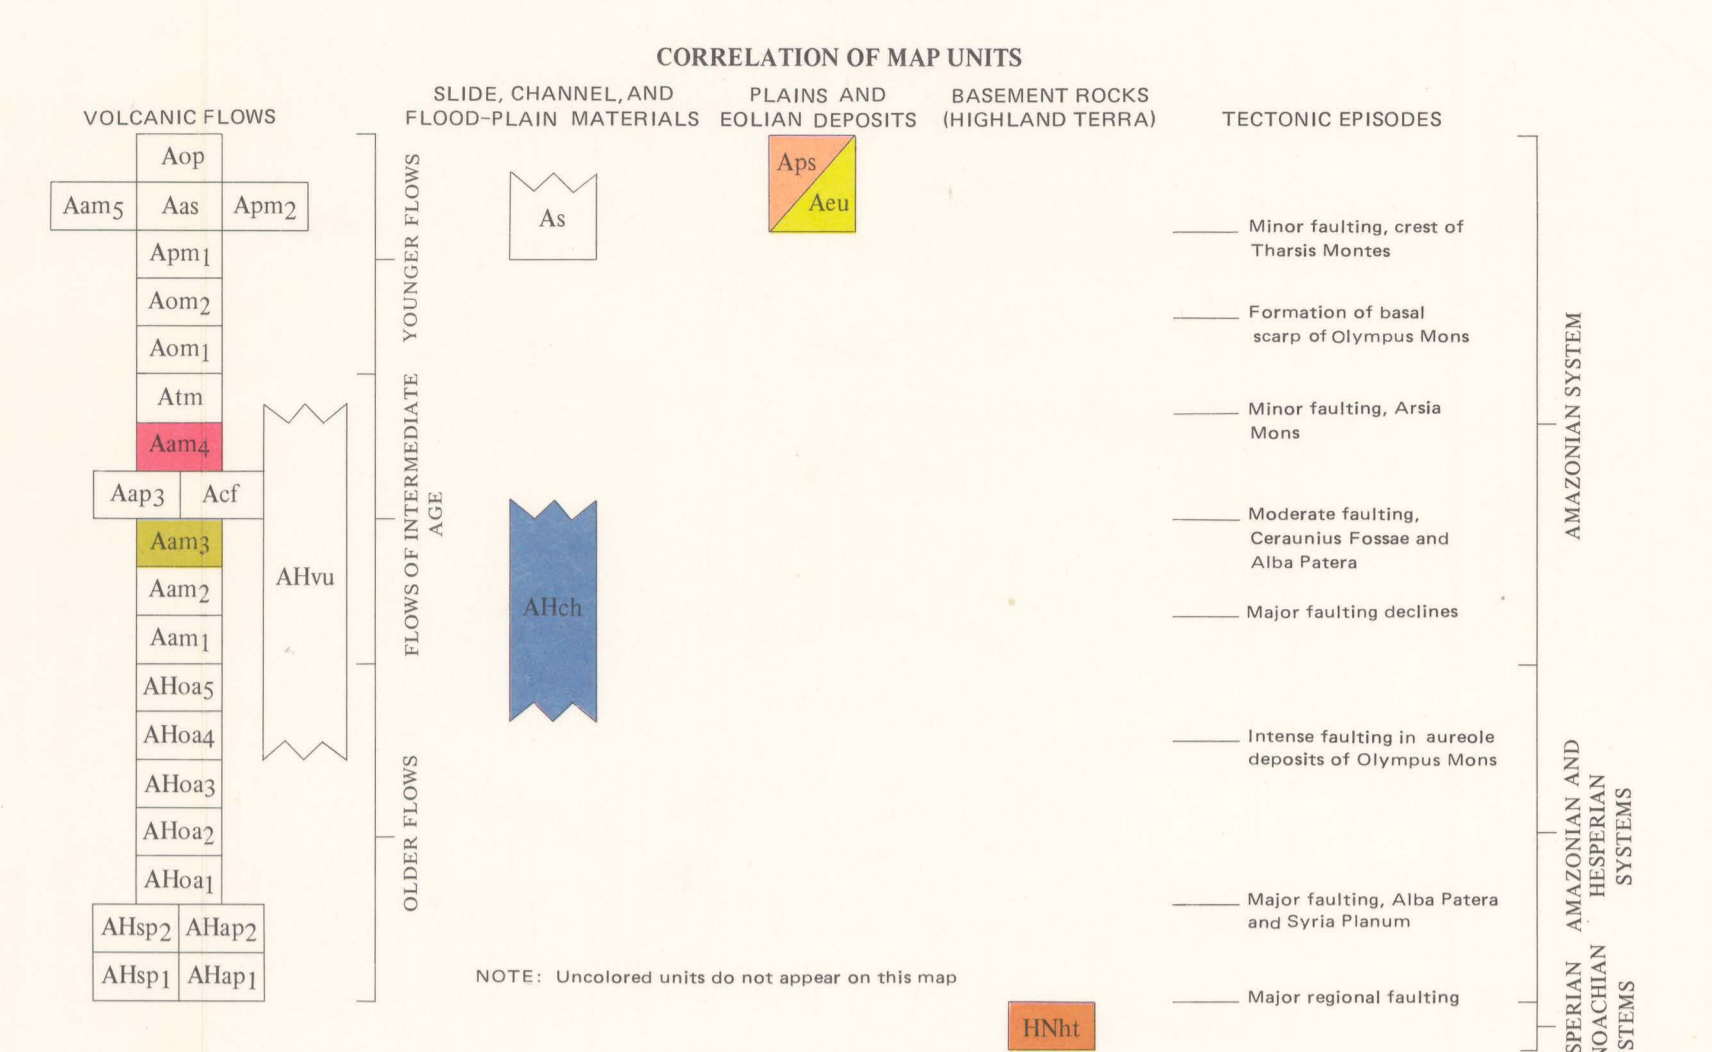 CORRELATION OF MAP UNITS
VOLCANIC FLOWS
SLIDE, CHANNEL, AND
FLOOD-PLAIN MATERIALS
PLAINS AND
EOLIAN DEPOSITS
BASEMENT ROCKS
(HIGHLAND TERRA)
TECTONIC EPISODES
Aop
Aam5 Aas Apm2
Apm1
Aom2
Aom1
Atm
Aam4
Aap3 Acf
Aam3
Aam2
Aam1
AHoa5
AHoa4
AHoa3
AHoa2
AHoa1
AHsp2 AHap2
AHsp1 AHap1
AHvu
YOUNGER FLOWS
FLOWS OF INTERMEDIATE
AGE
OLDER FLOWS
As
AHch
Aps
Aeu
HNht
NOTE: Uncolored units do not appear on this map
Minor faulting, crest of
Tharsis Montes
Formation of basal
scarp of Olympus Mons
Minor faulting, Arsia
Mons
Moderate faulting,
Ceraunius Fossae and
Alba Patera
Major faulting declines
Intense faulting in aureole
deposits of Olympus Mons
Major faulting, Alba Patera
and Syria Planum
Major regional faulting
AMAZONIAN SYSTEM
AMAZONIAN AND
HESPERIAN
SYSTEMS
SPERIAN
NOACHIAN
STEMS